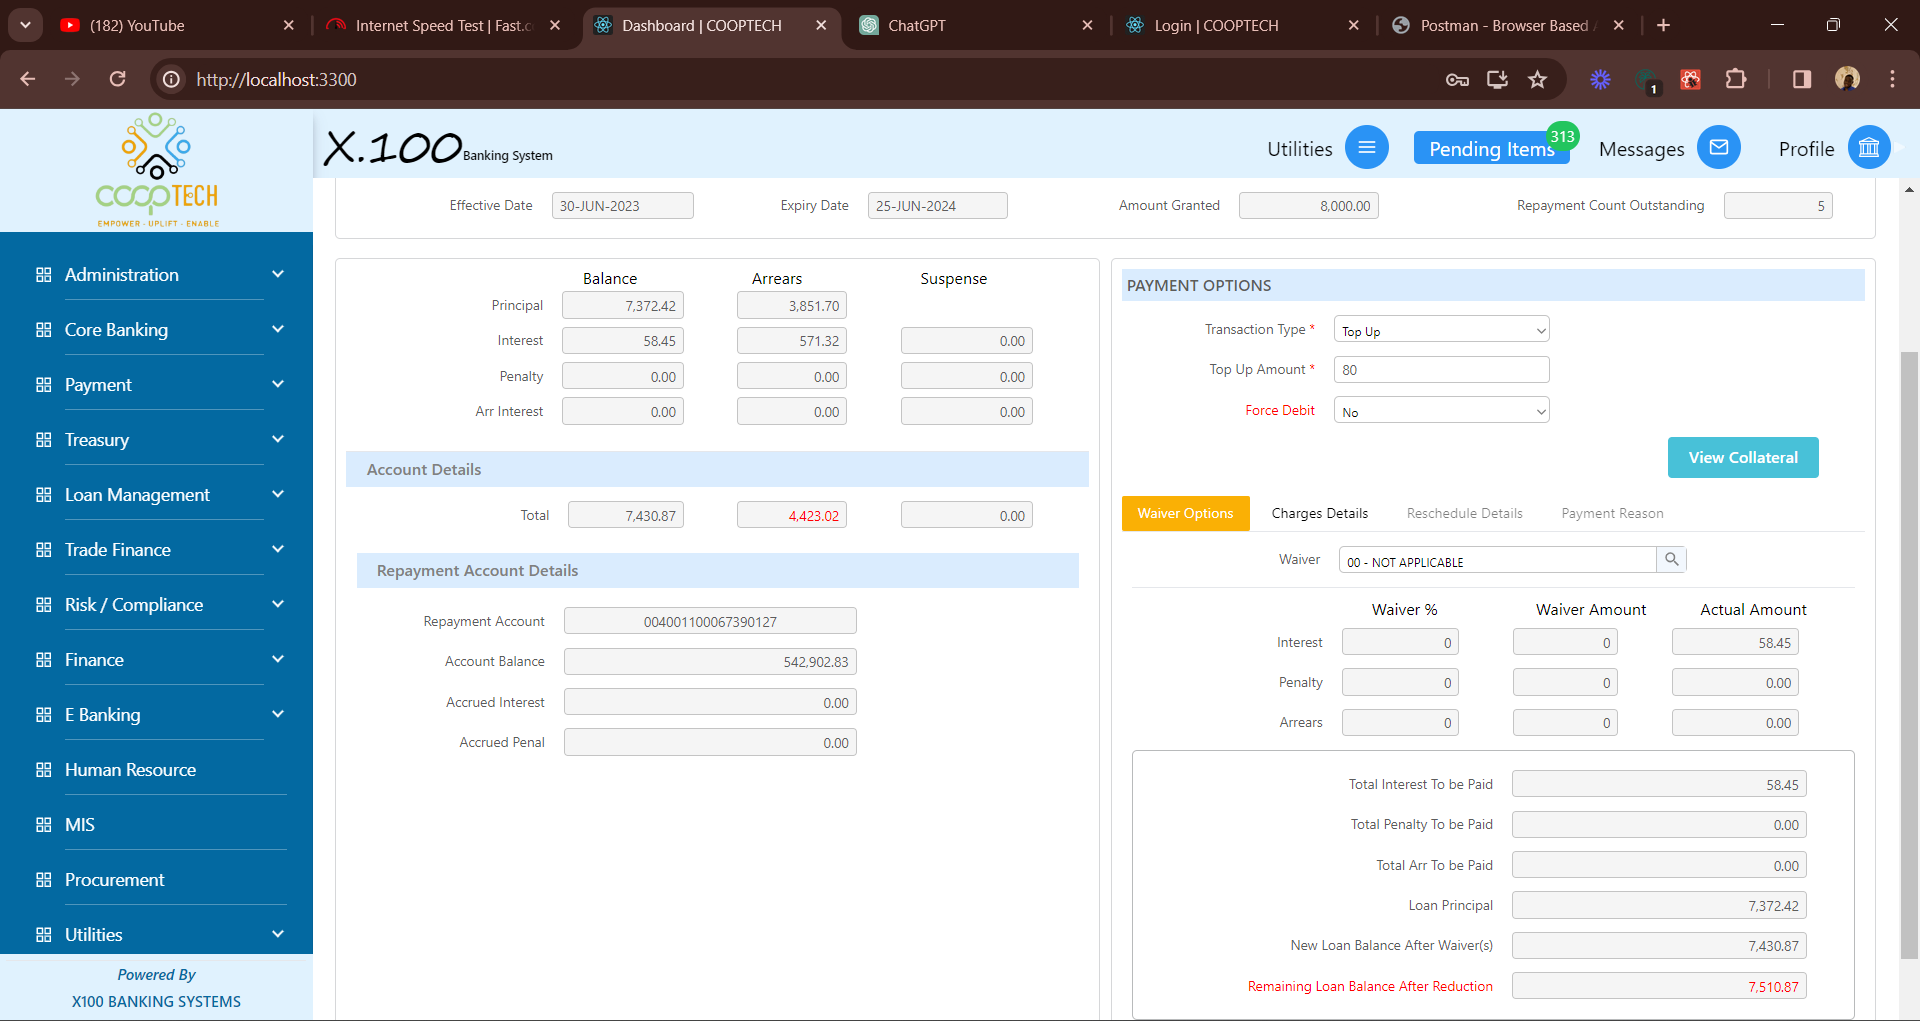 (182) YouTube
Internet Speed Test | Fast.c
Dashboard | COOPTECH
ChatGPT
Login | COOPTECH
Postman - Browser Based
http://localhost:3300
1
COOPTECH
EMPOWER - UPLIFT - ENABLE
X.100 Banking System
Utilities
Pending Items
313
Messages
Profile
Administration
Core Banking
Payment
Treasury
Loan Management
Trade Finance
Risk / Compliance
Finance
E Banking
Human Resource
MIS
Procurement
Utilities
Powered By
X100 BANKING SYSTEMS
Effective Date 30-JUN-2023 Expiry Date 25-JUN-2024 Amount Granted 8,000.00 Repayment Count Outstanding 5
Balance Arrears Suspense
Principal 7,372.42 3,851.70
Interest 58.45 571.32 0.00
Penalty 0.00 0.00 0.00
Arr Interest 0.00 0.00 0.00
Account Details
Total 7,430.87 4,423.02 0.00
Repayment Account Details
Repayment Account 004001100067390127
Account Balance 542,902.83
Accrued Interest 0.00
Accrued Penal 0.00
PAYMENT OPTIONS
Transaction Type * Top Up
Top Up Amount * 80
Force Debit No
View Collateral
Waiver Options Charges Details Reschedule Details Payment Reason
Waiver 00 - NOT APPLICABLE
Waiver % Waiver Amount Actual Amount
Interest 0 0 58.45
Penalty 0 0 0.00
Arrears 0 0 0.00
Total Interest To be Paid 58.45
Total Penalty To be Paid 0.00
Total Arr To be Paid 0.00
Loan Principal 7,372.42
New Loan Balance After Waiver(s) 7,430.87
Remaining Loan Balance After Reduction 7,510.87